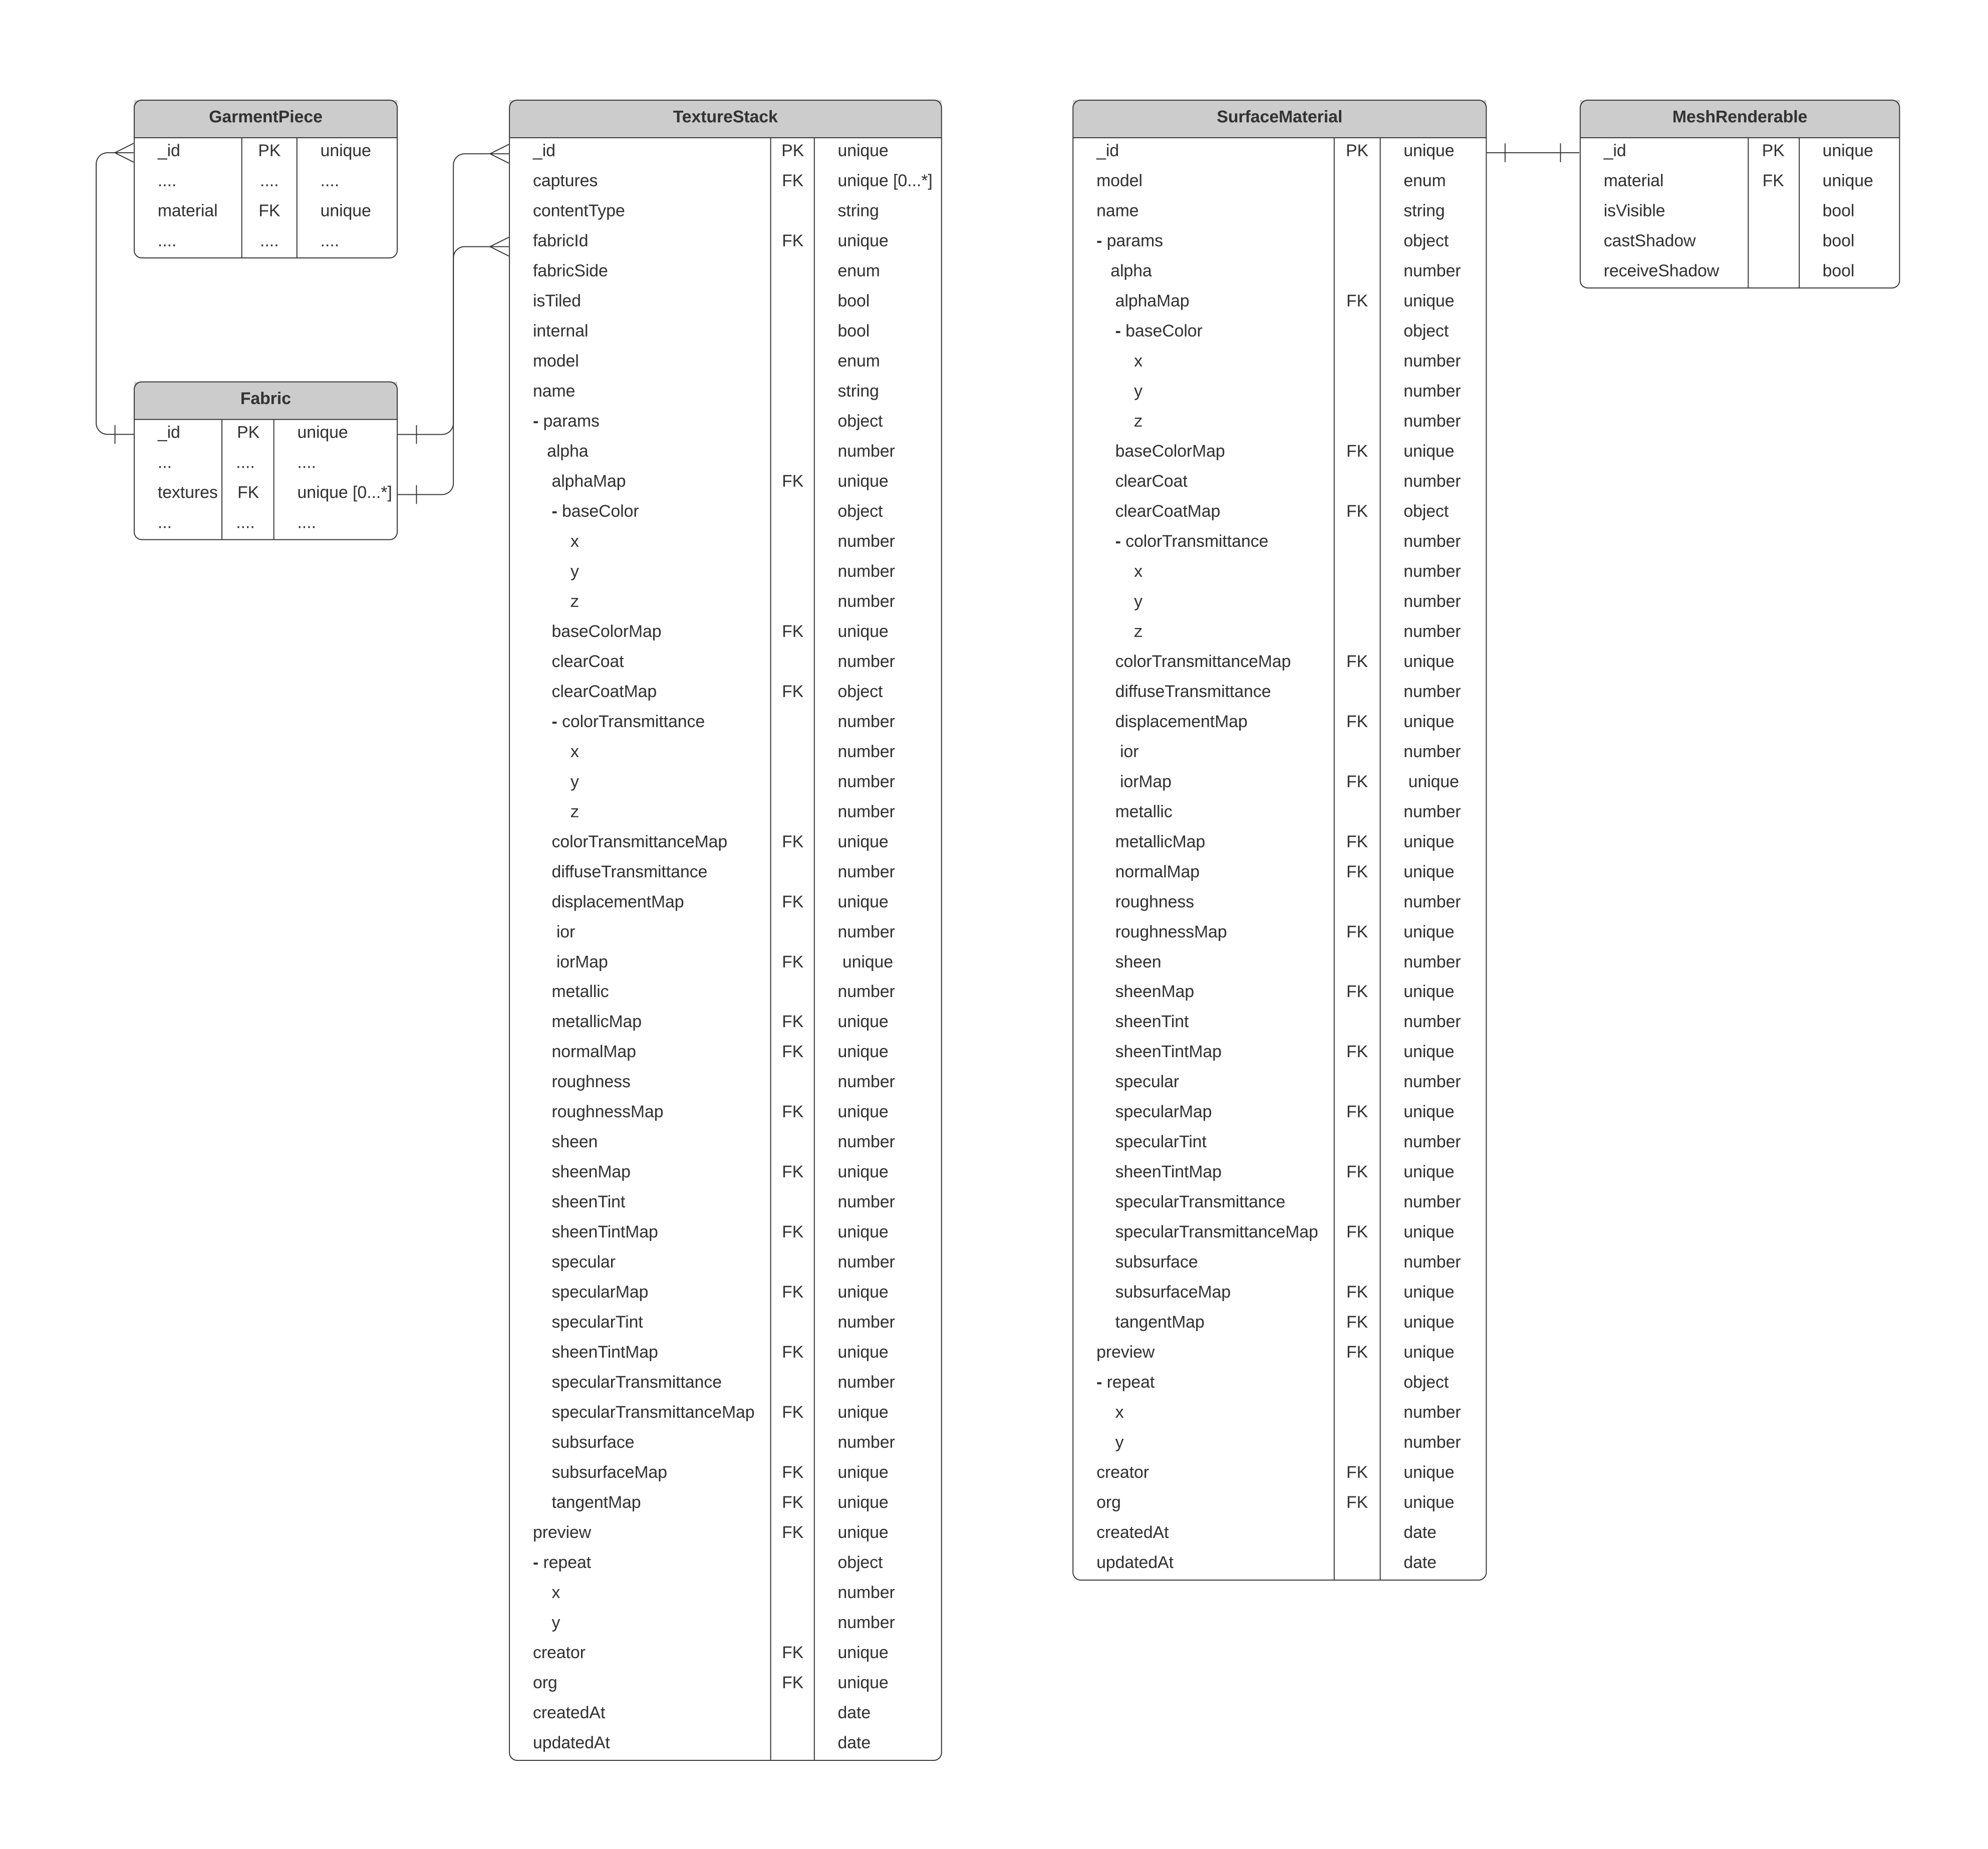 GarmentPiece
_id PK unique
.... .... ....
material FK unique
.... .... ....
Fabric
_id PK unique
... .... ....
textures FK unique [0...*]
... .... ....
TextureStack
_id PK unique
captures FK unique [0...*]
contentType string
fabricId FK unique
fabricSide enum
isTiled bool
internal bool
model enum
name string
- params object
alpha number
alphaMap FK unique
- baseColor object
x number
y number
z number
baseColorMap FK unique
clearCoat number
clearCoatMap FK object
- colorTransmittance number
x number
y number
z number
colorTransmittanceMap FK unique
diffuseTransmittance number
displacementMap FK unique
ior number
iorMap FK unique
metallic number
metallicMap FK unique
normalMap FK unique
roughness number
roughnessMap FK unique
sheen number
sheenMap FK unique
sheenTint number
sheenTintMap FK unique
specular number
specularMap FK unique
specularTint number
sheenTintMap FK unique
specularTransmittance number
specularTransmittanceMap FK unique
subsurface number
subsurfaceMap FK unique
tangentMap FK unique
preview FK unique
- repeat object
x number
y number
creator FK unique
org FK unique
createdAt date
updatedAt date
SurfaceMaterial
_id PK unique
model enum
name string
- params object
alpha number
alphaMap FK unique
- baseColor object
x number
y number
z number
baseColorMap FK unique
clearCoat number
clearCoatMap FK object
- colorTransmittance number
x number
y number
z number
colorTransmittanceMap FK unique
diffuseTransmittance number
displacementMap FK unique
ior number
iorMap FK unique
metallic number
metallicMap FK unique
normalMap FK unique
roughness number
roughnessMap FK unique
sheen number
sheenMap FK unique
sheenTint number
sheenTintMap FK unique
specular number
specularMap FK unique
specularTint number
sheenTintMap FK unique
specularTransmittance number
specularTransmittanceMap FK unique
subsurface number
subsurfaceMap FK unique
tangentMap FK unique
preview FK unique
- repeat object
x number
y number
creator FK unique
org FK unique
createdAt date
updatedAt date
MeshRenderable
_id PK unique
material FK unique
isVisible bool
castShadow bool
receiveShadow bool